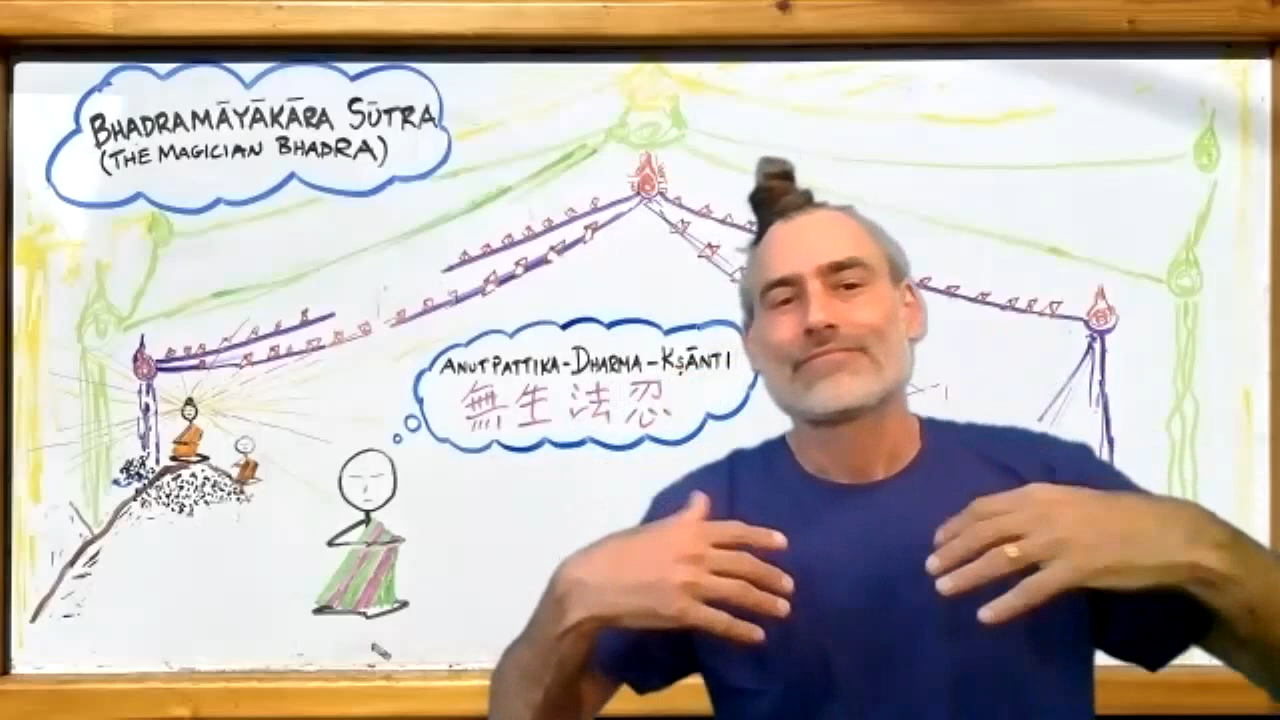 BHADRAMĀYĀKĀRA SŪTRA
(THE MAGICIAN BHADRA)
ANUTPATTIKA-DHARMA-KṢĀNTI
無生法忍